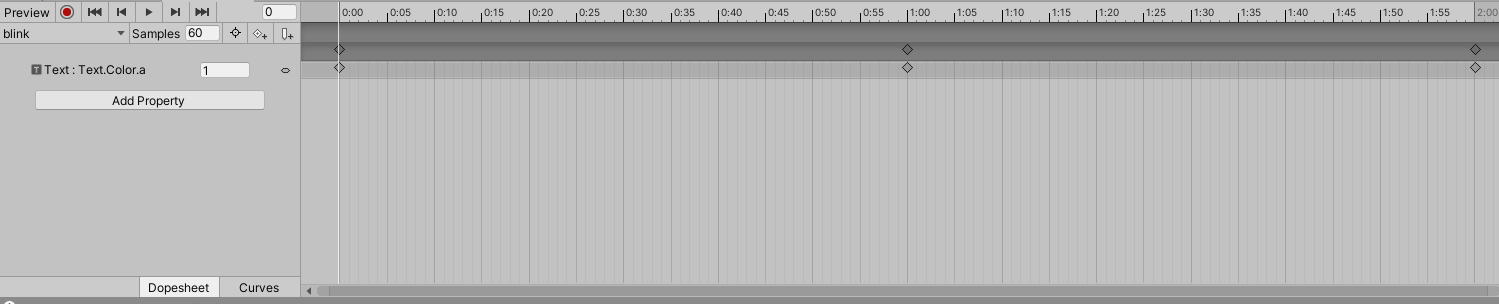 Preview 0 0:00 0:05 0:10 0:15 0:20 0:25 0:30 0:35 0:40 0:45 0:50 0:55 1:00 1:05 1:10 1:15 1:20 1:25 1:30 1:35 1:40 1:45 1:50 1:55 2:00
blink Samples 60
Text : Text.Color.a 1
Add Property
Dopesheet Curves